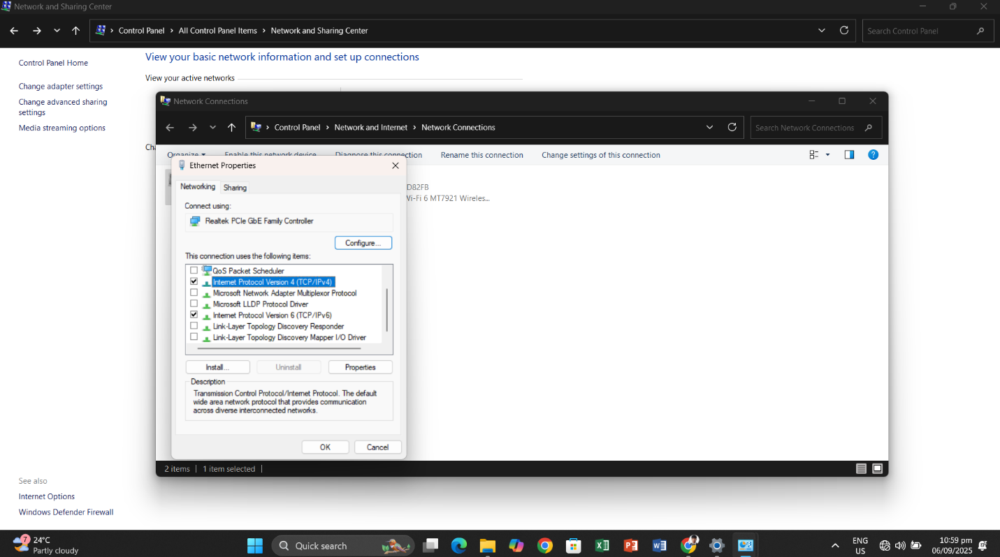 Network and Sharing Center
Control Panel > All Control Panel Items > Network and Sharing Center
Search Control Panel
Control Panel Home
Change adapter settings
Change advanced sharing
settings
Media streaming options
View your basic network information and set up connections
View your active networks
Network Connections
Control Panel > Network and Internet > Network Connections
Search Network Connections
Organize
Enable this network device
Diagnose this connection
Rename this connection
Change settings of this connection
D82FB
Wi-Fi 6 MT7921 Wireles...
Ethernet Properties
Networking
Sharing
Connect using:
Realtek PCIe GbE Family Controller
Configure...
This connection uses the following items:
QoS Packet Scheduler
Internet Protocol Version 4 (TCP/IPv4)
Microsoft Network Adapter Multiplexor Protocol
Microsoft LLDP Protocol Driver
Internet Protocol Version 6 (TCP/IPv6)
Link-Layer Topology Discovery Responder
Link-Layer Topology Discovery Mapper I/O Driver
Install...
Uninstall
Properties
Description
Transmission Control Protocol/Internet Protocol. The default
wide area network protocol that provides communication
across diverse interconnected networks.
OK
Cancel
2 items
1 item selected
See also
Internet Options
Windows Defender Firewall
7
24°C
Partly cloudy
Quick search
ENG
US
10:59 pm
06/09/2025